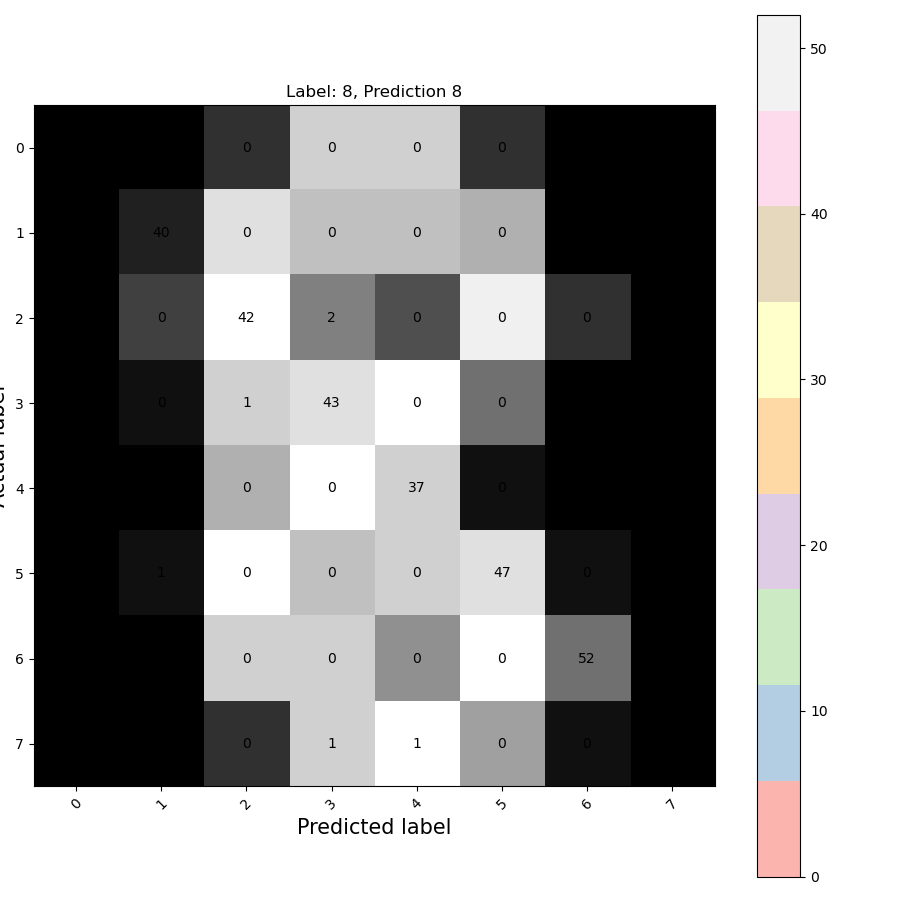 Label: 8, Prediction 8
0 0 0 0 0
1 40 0 0 0 0
2 0 42 2 0 0 0
3 0 1 43 0 0
4 0 0 37 0
5 1 0 0 0 47 0
6 0 0 0 0 52
7 0 1 1 0 0
0 1 2 3 4 5 6 7
Predicted label
50
40
30
20
10
0